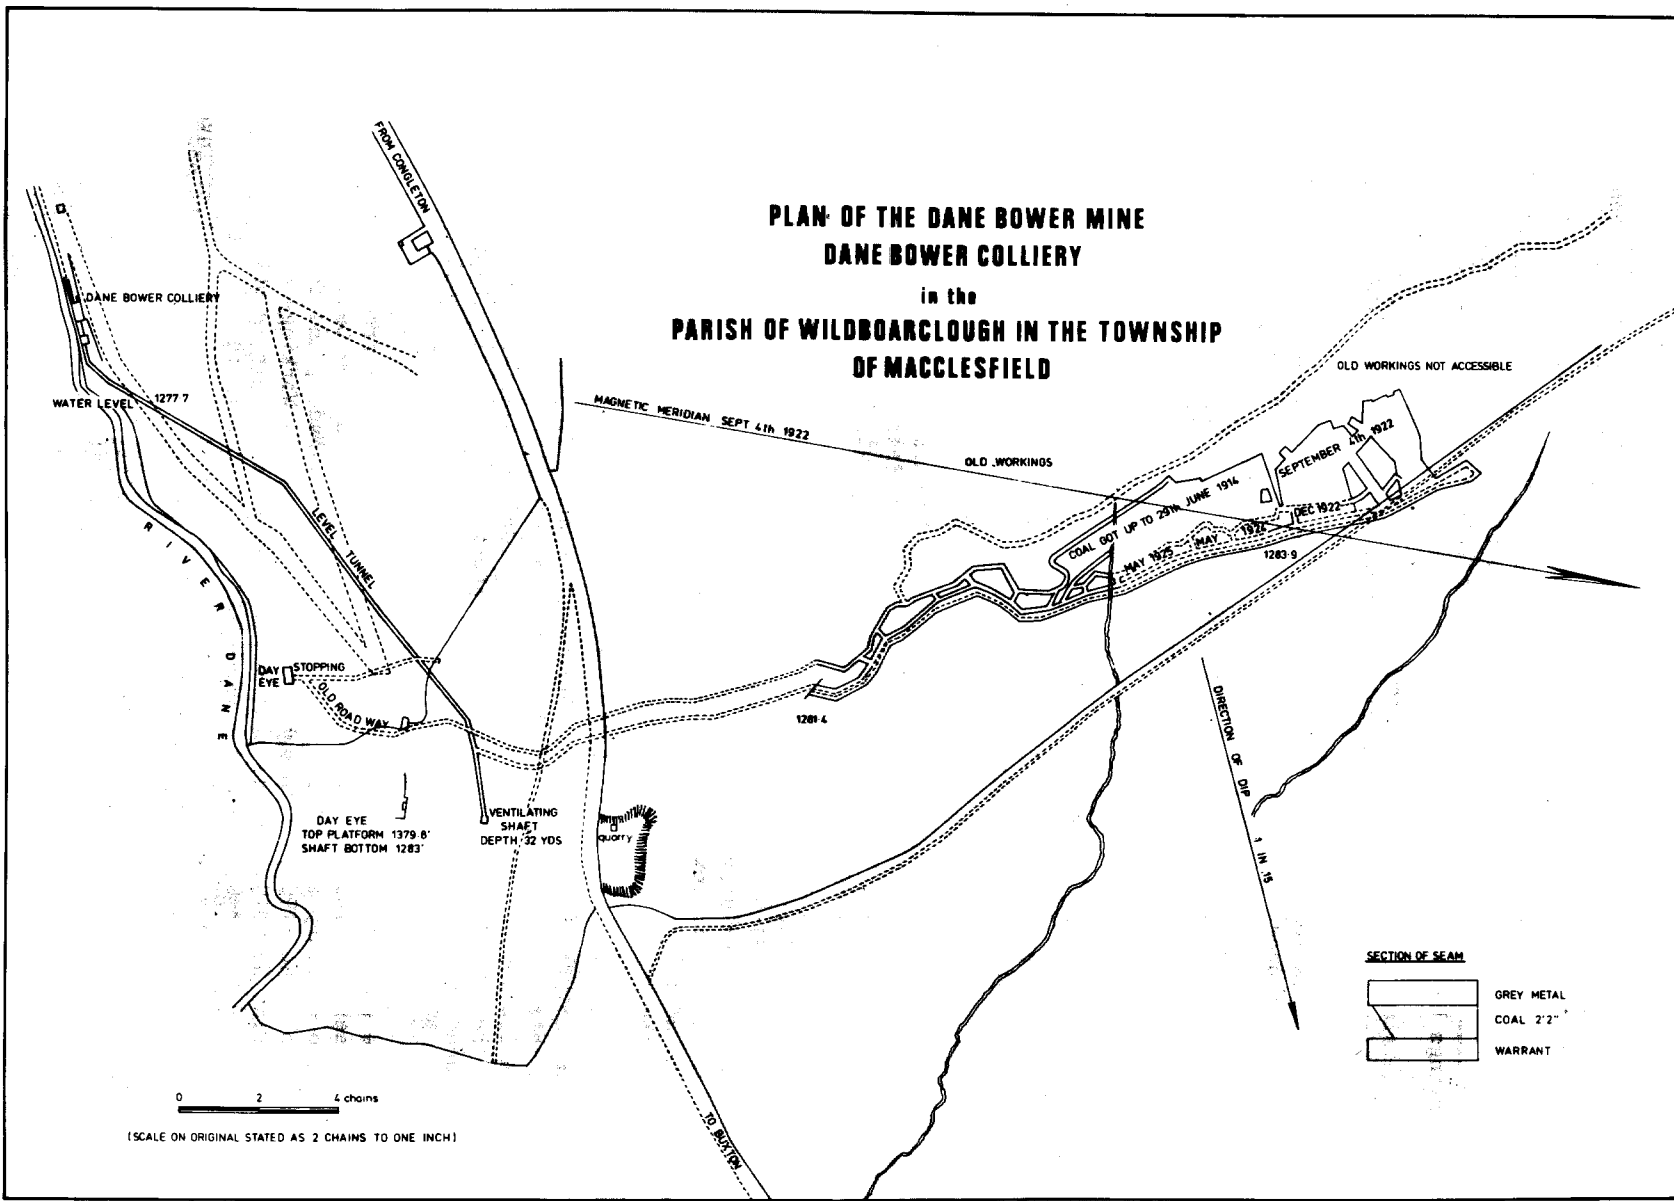 PLAN OF THE DANE BOWER MINE
DANE BOWER COLLIERY
in the
PARISH OF WILDBOARCLOUGH IN THE TOWNSHIP
OF MACCLESFIELD
FROM CONGLETON
DANE BOWER COLLIERY
WATER LEVEL
1277 7
LEVEL TUNNEL
RIVER DANE
MAGNETIC MERIDIAN SEPT 4th 1922
OLD WORKINGS
OLD WORKINGS NOT ACCESSIBLE
SEPTEMBER 4th 1922
COAL GOT UP TO 29th JUNE 1914
MAY 1925
MAY 1922
DEC 1922
1283·9
DAY
EYE
STOPPING
OLD ROAD WAY
1281·4
DIRECTION OF DIP 1 IN 15
DAY EYE
TOP PLATFORM 1379·8'
SHAFT BOTTOM 1283'
VENTILATING
SHAFT
DEPTH 32 YDS
quarry
SECTION OF SEAM
GREY METAL
COAL 2'2"
WARRANT
0 2 4 chains
(SCALE ON ORIGINAL STATED AS 2 CHAINS TO ONE INCH)
TO BUXTON